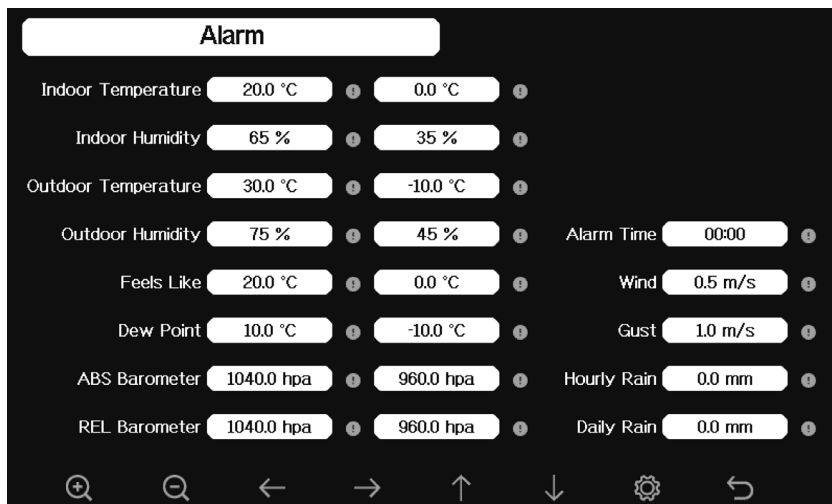 Alarm
Indoor Temperature 20.0 °C 0.0 °C
Indoor Humidity 65 % 35 %
Outdoor Temperature 30.0 °C -10.0 °C
Outdoor Humidity 75 % 45 % Alarm Time 00:00
Feels Like 20.0 °C 0.0 °C Wind 0.5 m/s
Dew Point 10.0 °C -10.0 °C Gust 1.0 m/s
ABS Barometer 1040.0 hpa 960.0 hpa Hourly Rain 0.0 mm
REL Barometer 1040.0 hpa 960.0 hpa Daily Rain 0.0 mm